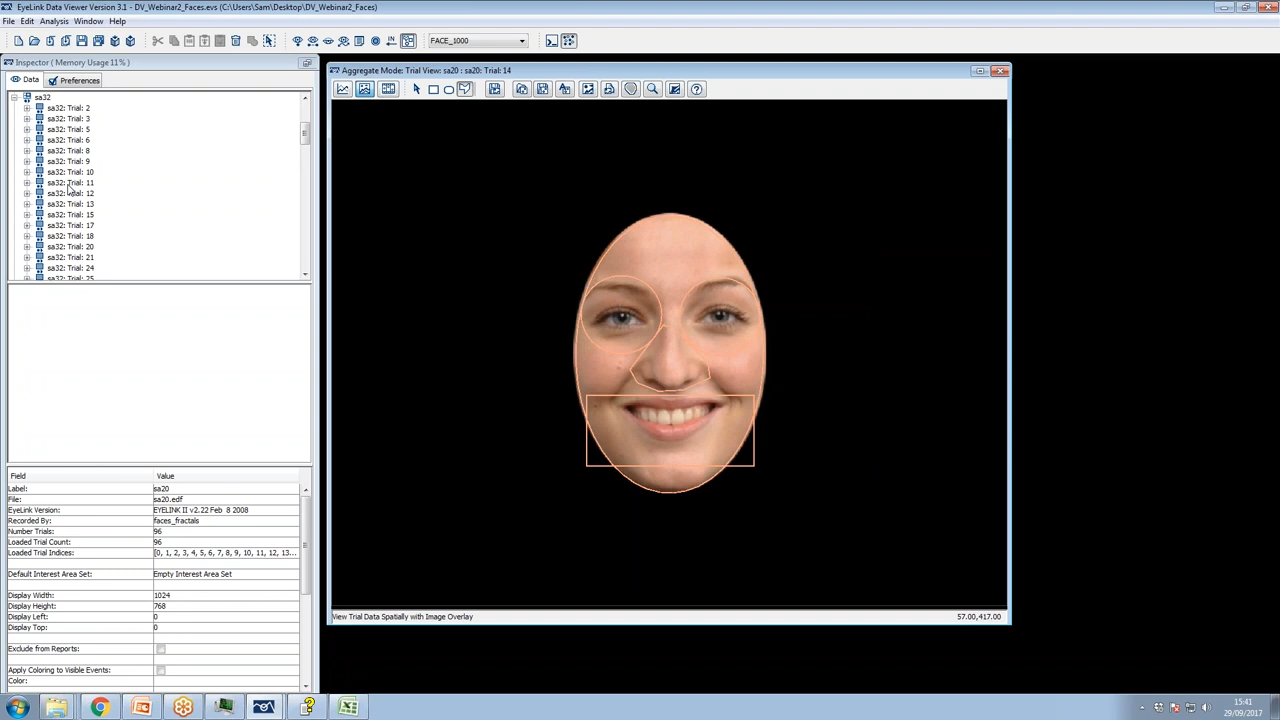 EyeLink Data Viewer Version 3.1 - DV_Webinar2_Faces.evs (C:\Users\Sam\Desktop\DV_Webinar2_Faces)
File Edit Analysis Window Help
FACE_1000
IN
Inspector ( Memory Usage 11% )
Data Preferences
sa32
sa32: Trial: 2
sa32: Trial: 3
sa32: Trial: 5
sa32: Trial: 6
sa32: Trial: 8
sa32: Trial: 9
sa32: Trial: 10
sa32: Trial: 11
sa32: Trial: 12
sa32: Trial: 13
sa32: Trial: 15
sa32: Trial: 17
sa32: Trial: 18
sa32: Trial: 20
sa32: Trial: 21
sa32: Trial: 24
sa32: Trial: 25
Aggregate Mode: Trial View: sa20 : sa20: Trial: 14
Field Value
Label: sa20
File: sa20.edf
EyeLink Version: EYELINK II v2.22 Feb 8 2008
Recorded By: faces_fractals
Number Trials: 96
Loaded Trial Count: 96
Loaded Trial Indices: [0, 1, 2, 3, 4, 5, 6, 7, 8, 9, 10, 11, 12, 13...
Default Interest Area Set: Empty Interest Area Set
Display Width: 1024
Display Height: 768
Display Left: 0
Display Top: 0
Exclude from Reports:
Apply Coloring to Visible Events:
Color:
View Trial Data Spatially with Image Overlay 57.00,417.00
15:41
29/09/2017